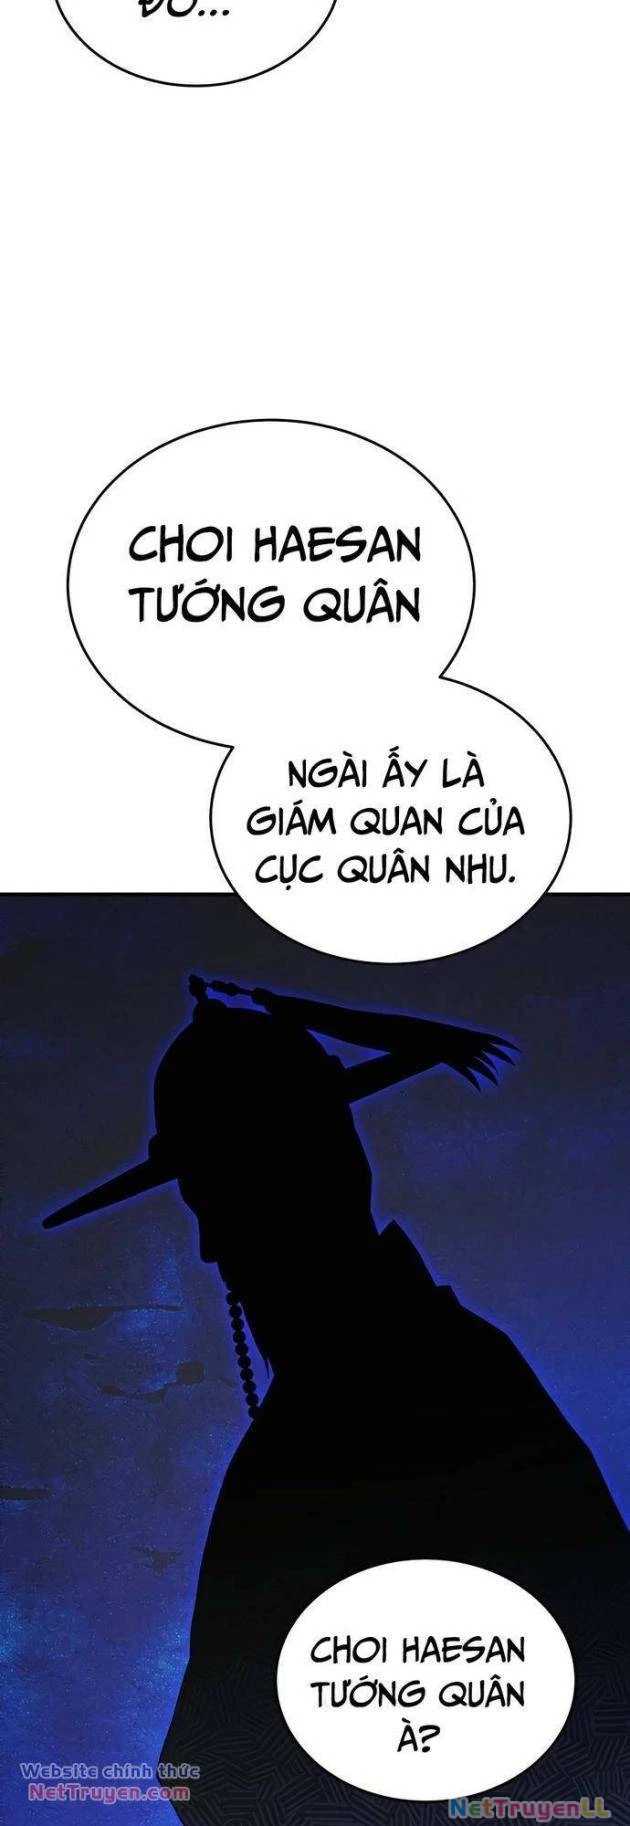 ĐÓ...
CHOI HAESAN
TƯỚNG QUÂN
NGÀI ẤY LÀ
GIÁM QUAN CỦA
CỤC QUÂN NHU.
CHOI HAESAN
TƯỚNG QUÂN
À?
Website chính thức
NetTruyen.com
NetTruyenLL